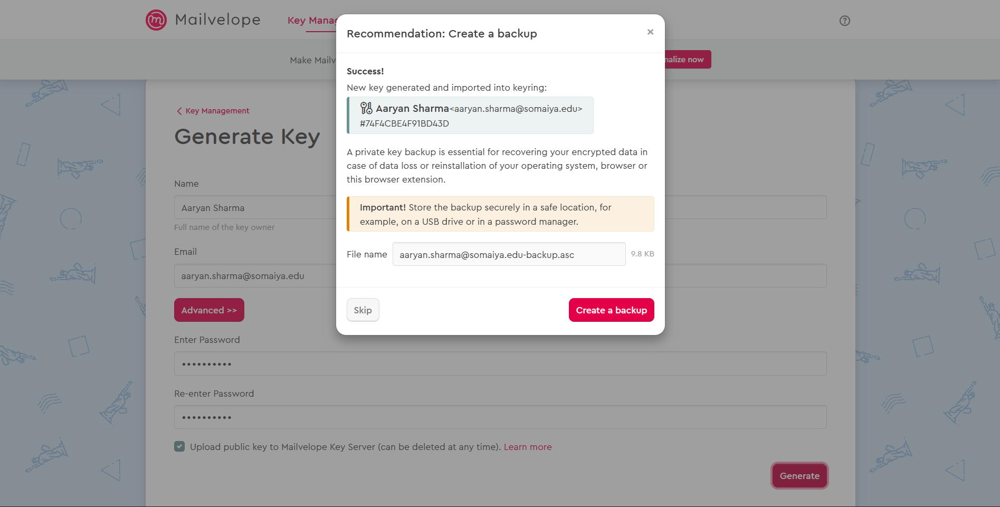 Mailvelope
Key Manag
Make Mailv
nalize now
Recommendation: Create a backup
×
Success!
New key generated and imported into keyring:
Aaryan Sharma<aaryan.sharma@somaiya.edu>
#74F4CBE4F91BD43D
A private key backup is essential for recovering your encrypted data in
case of data loss or reinstallation of your operating system, browser or
this browser extension.
Important! Store the backup securely in a safe location, for
example, on a USB drive or in a password manager.
File name
aaryan.sharma@somaiya.edu-backup.asc
9.8 KB
Skip
Create a backup
Key Management
Generate Key
Name
Aaryan Sharma
Full name of the key owner
Email
aaryan.sharma@somaiya.edu
Advanced >>
Enter Password
••••••••••
Re-enter Password
••••••••••
Upload public key to Mailvelope Key Server (can be deleted at any time). Learn more
Generate